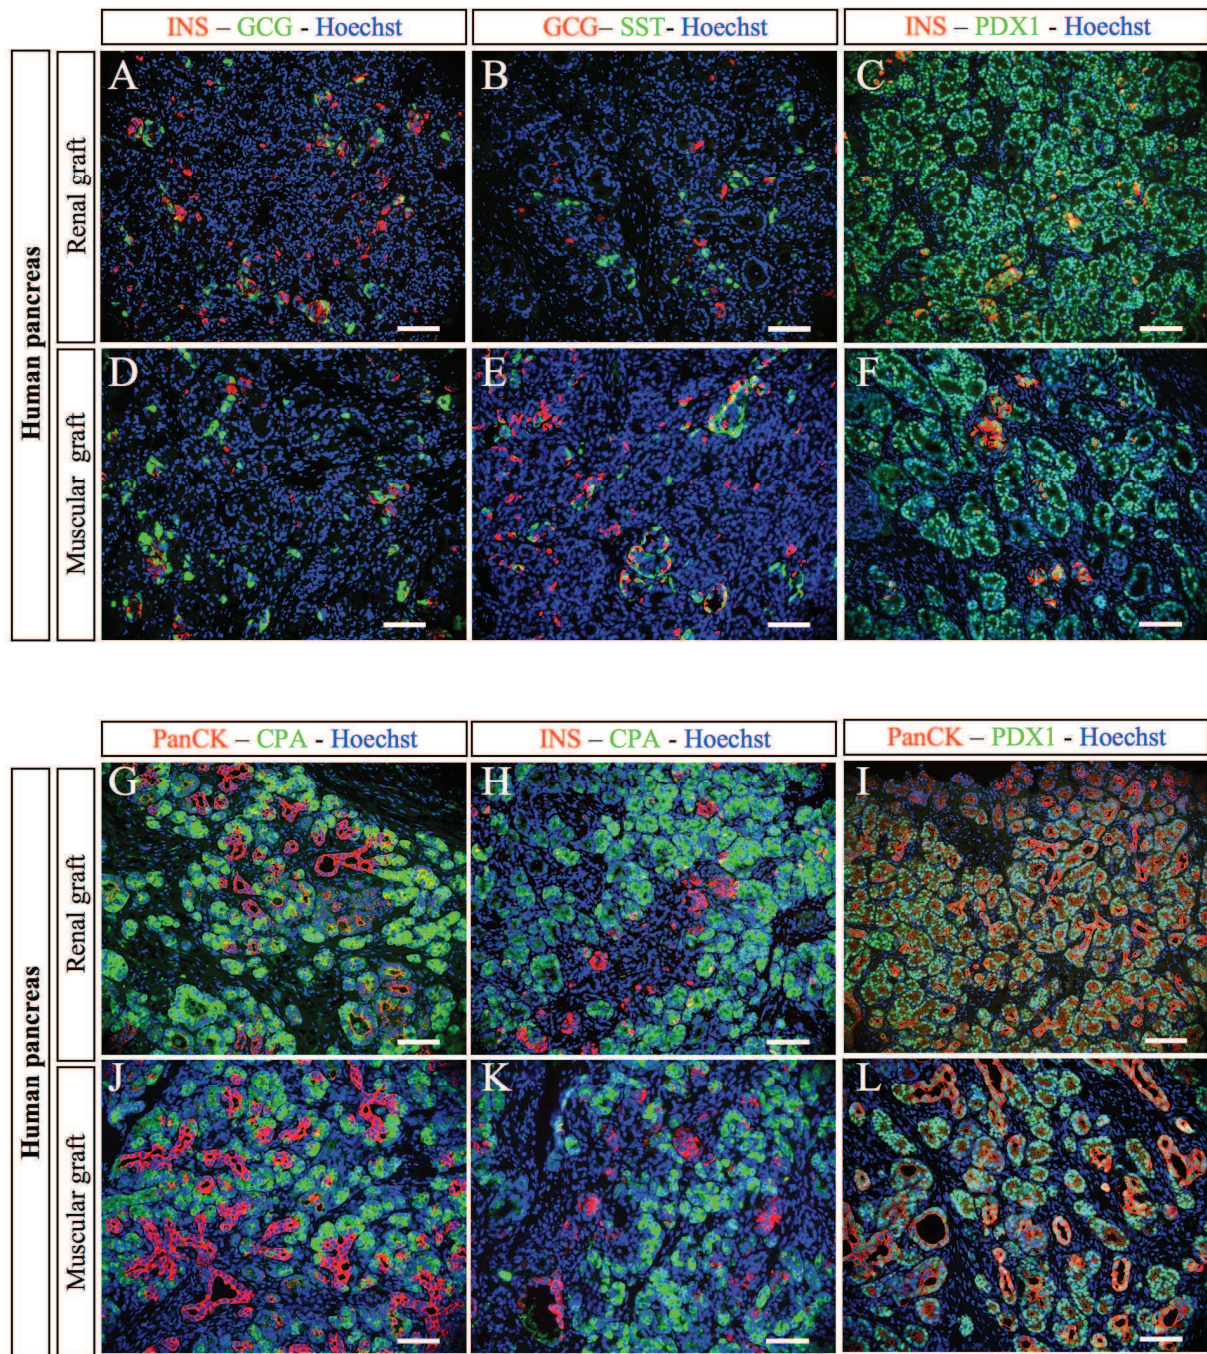 INS – GCG - Hoechst
GCG– SST- Hoechst
INS – PDX1 - Hoechst
Human pancreas
Renal graft
A
B
C
Muscular graft
D
E
F
PanCK – CPA - Hoechst
INS – CPA - Hoechst
PanCK – PDX1 - Hoechst
Human pancreas
Renal graft
G
H
I
Muscular graft
J
K
L